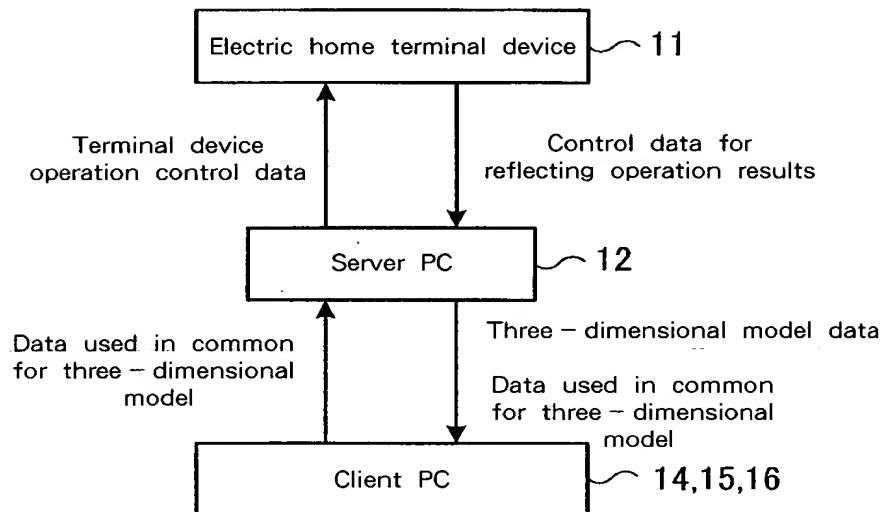 Electric home terminal device
11
Terminal device
operation control data
Control data for
reflecting operation results
Server PC
12
Data used in common
for three-dimensional
model
Three-dimensional model data
Data used in common
for three-dimensional
model
Client PC
14,15,16